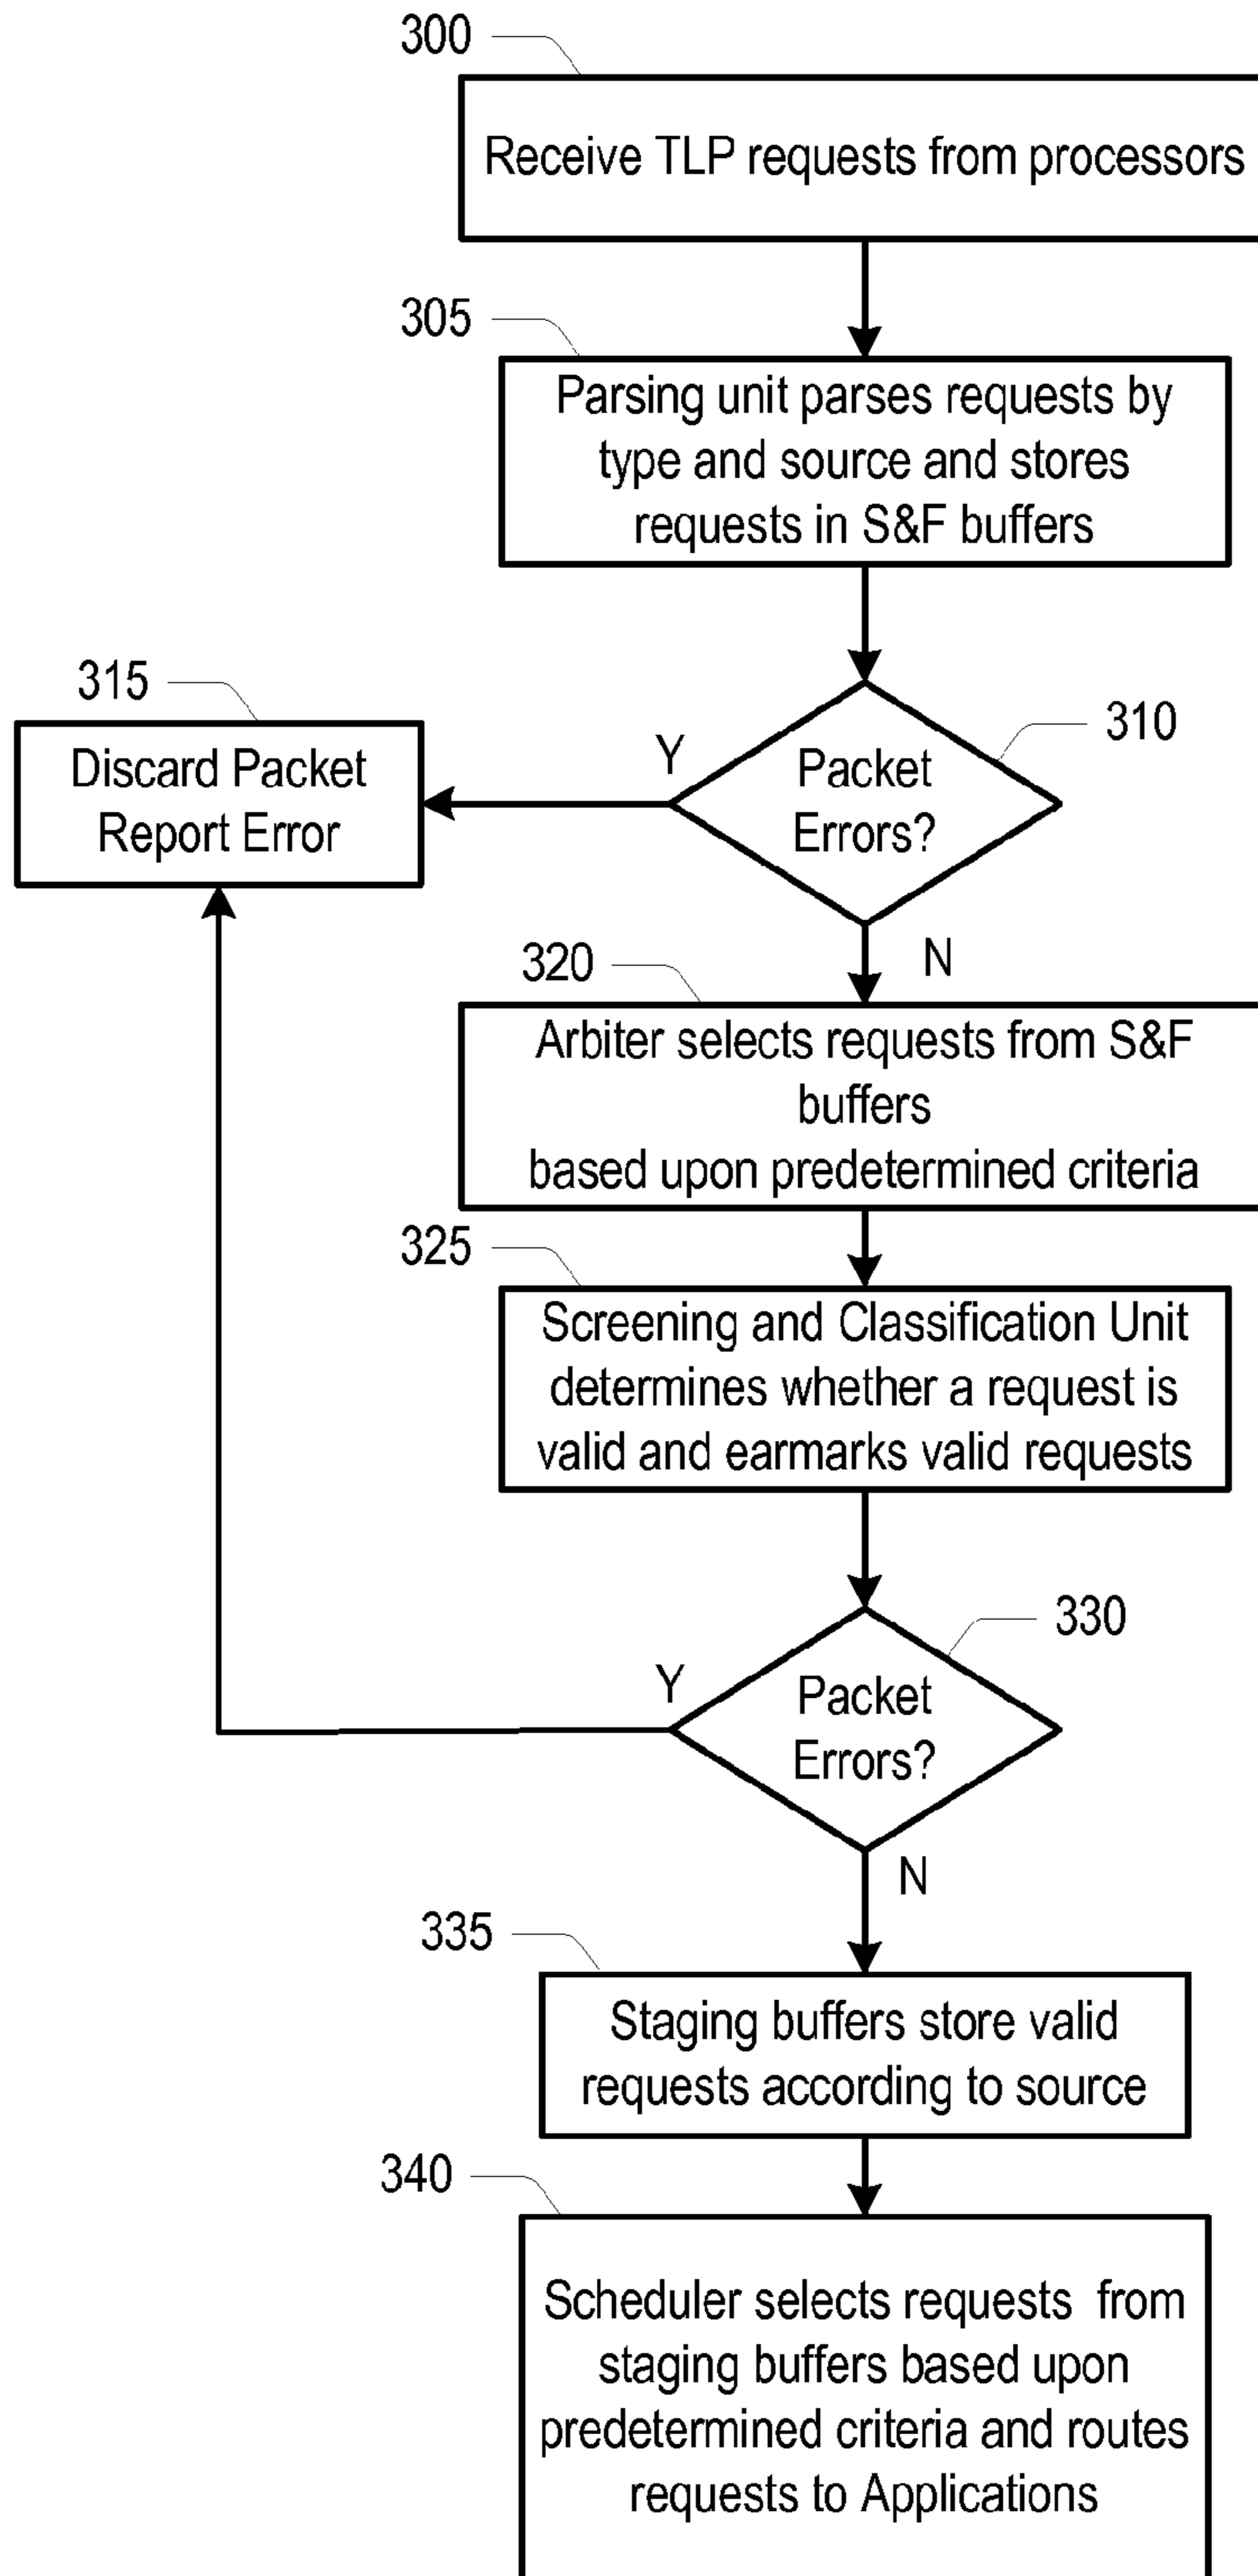 300
Receive TLP requests from processors
305
Parsing unit parses requests by
type and source and stores
requests in S&F buffers
315
310
Discard Packet
Report Error
Y
Packet
Errors?
N
320
Arbiter selects requests from S&F
buffers
based upon predetermined criteria
325
Screening and Classification Unit
determines whether a request is
valid and earmarks valid requests
330
Y
Packet
Errors?
N
335
Staging buffers store valid
requests according to source
340
Scheduler selects requests from
staging buffers based upon
predetermined criteria and routes
requests to Applications